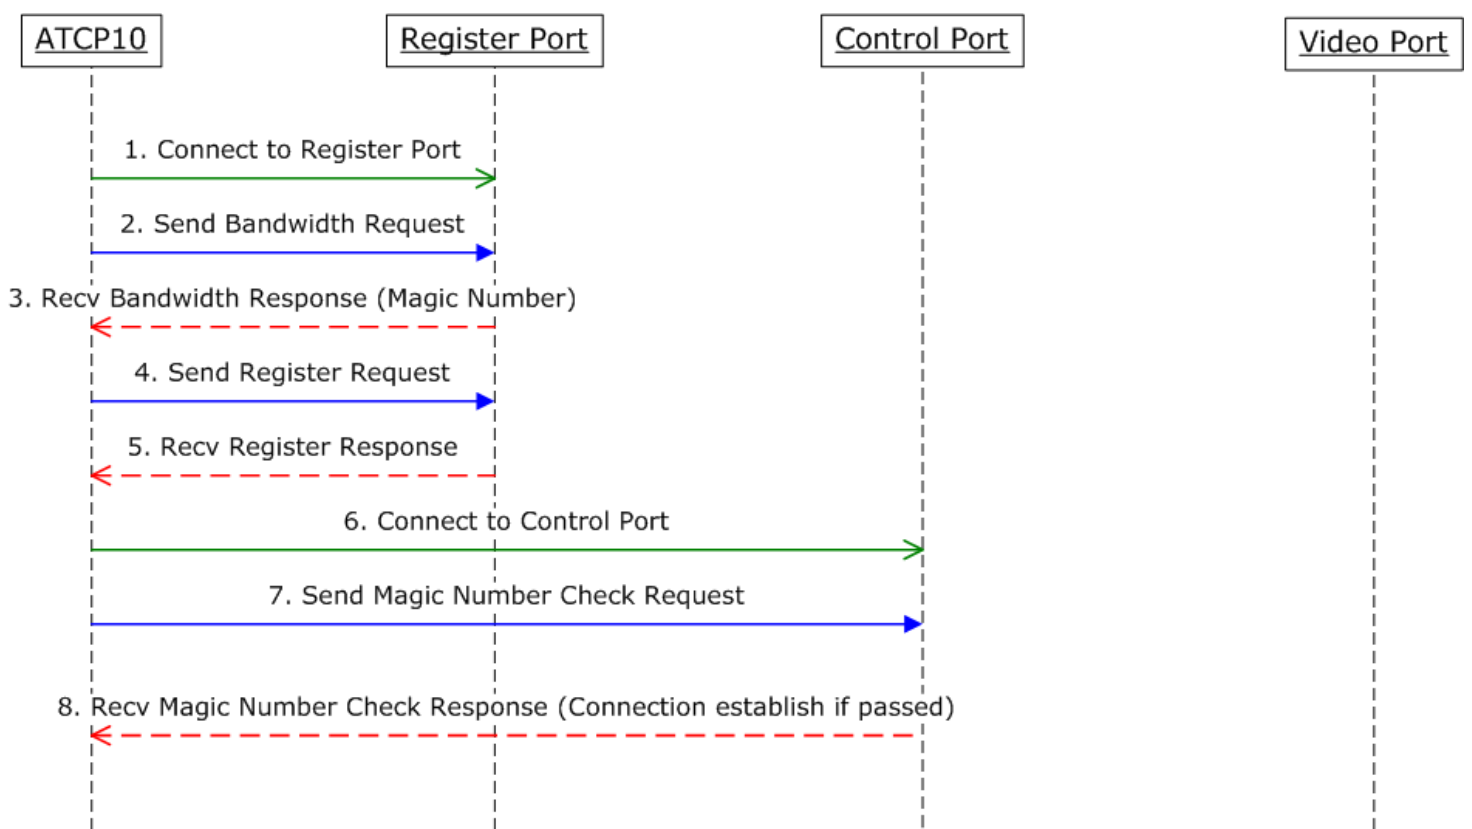 ATCP10
Register Port
Control Port
Video Port
1. Connect to Register Port
2. Send Bandwidth Request
3. Recv Bandwidth Response (Magic Number)
4. Send Register Request
5. Recv Register Response
6. Connect to Control Port
7. Send Magic Number Check Request
8. Recv Magic Number Check Response (Connection establish if passed)